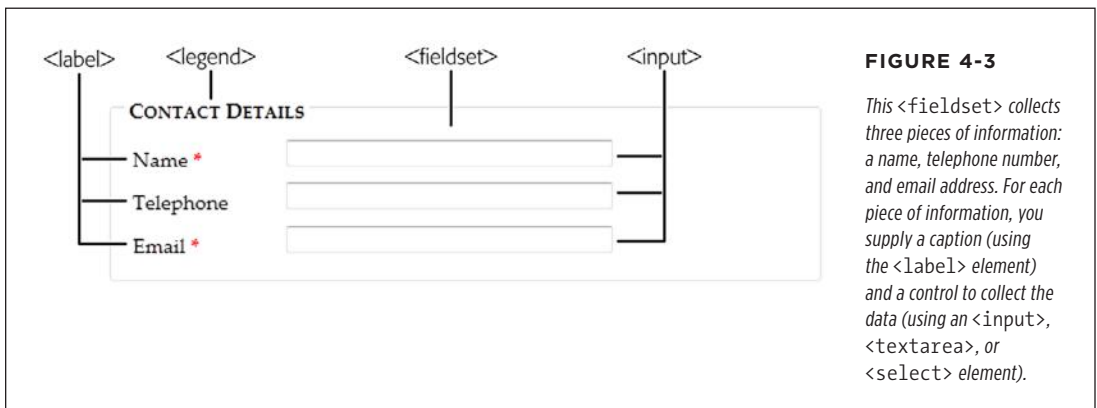 <label>
<legend>
<fieldset>
<input>
CONTACT DETAILS
Name *
Telephone
Email *
FIGURE 4-3
This <fieldset> collects
three pieces of information:
a name, telephone number,
and email address. For each
piece of information, you
supply a caption (using
the <label> element)
and a control to collect the
data (using an <input>,
<textarea>, or
<select> element).